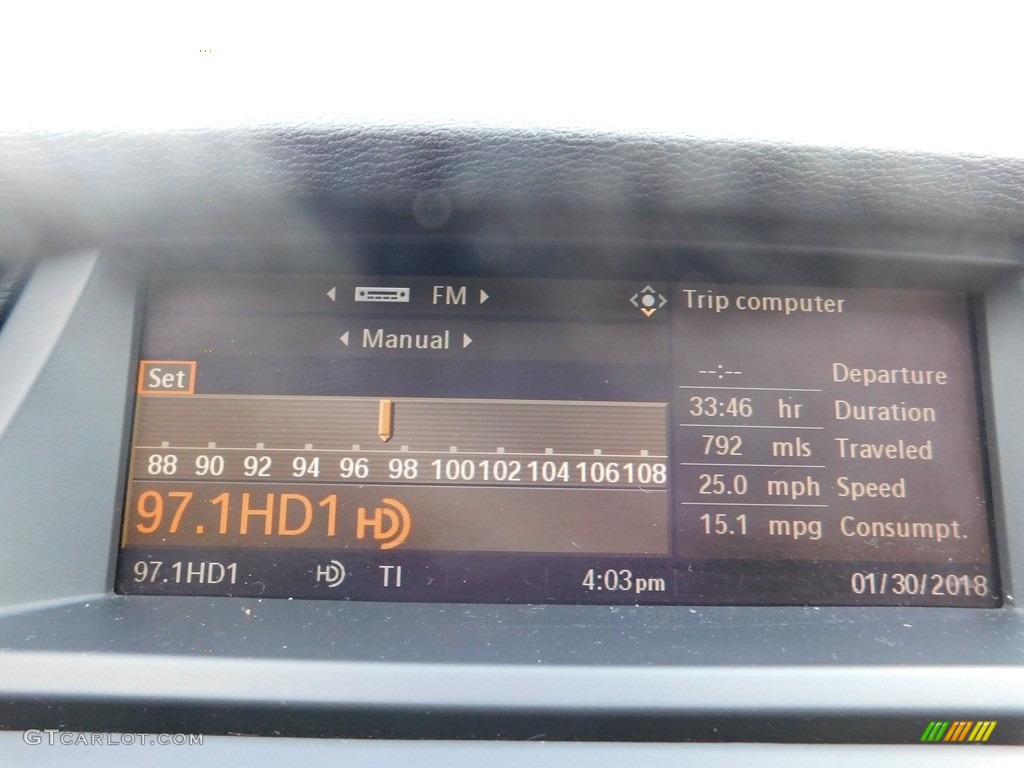 FM
Manual
Set
88 90 92 94 96 98 100 102 104 106 108
97.1HD1 HD
97.1HD1 HD TI 4:03pm
Trip computer
--:-- Departure
33:46 hr Duration
792 mls Traveled
25.0 mph Speed
15.1 mpg Consumpt.
01/30/2018
GTCARLOT.COM